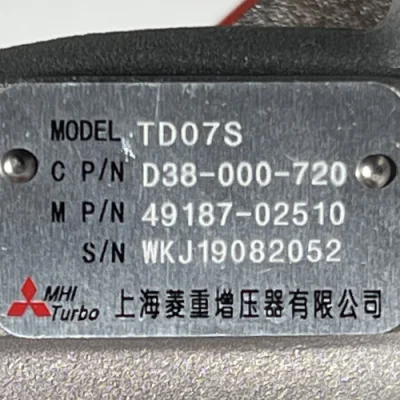 MODEL TD07S
C P/N D38-000-720
M P/N 49187-02510
S/N WKJ19082052
MHI Turbo 上海菱重增压器有限公司